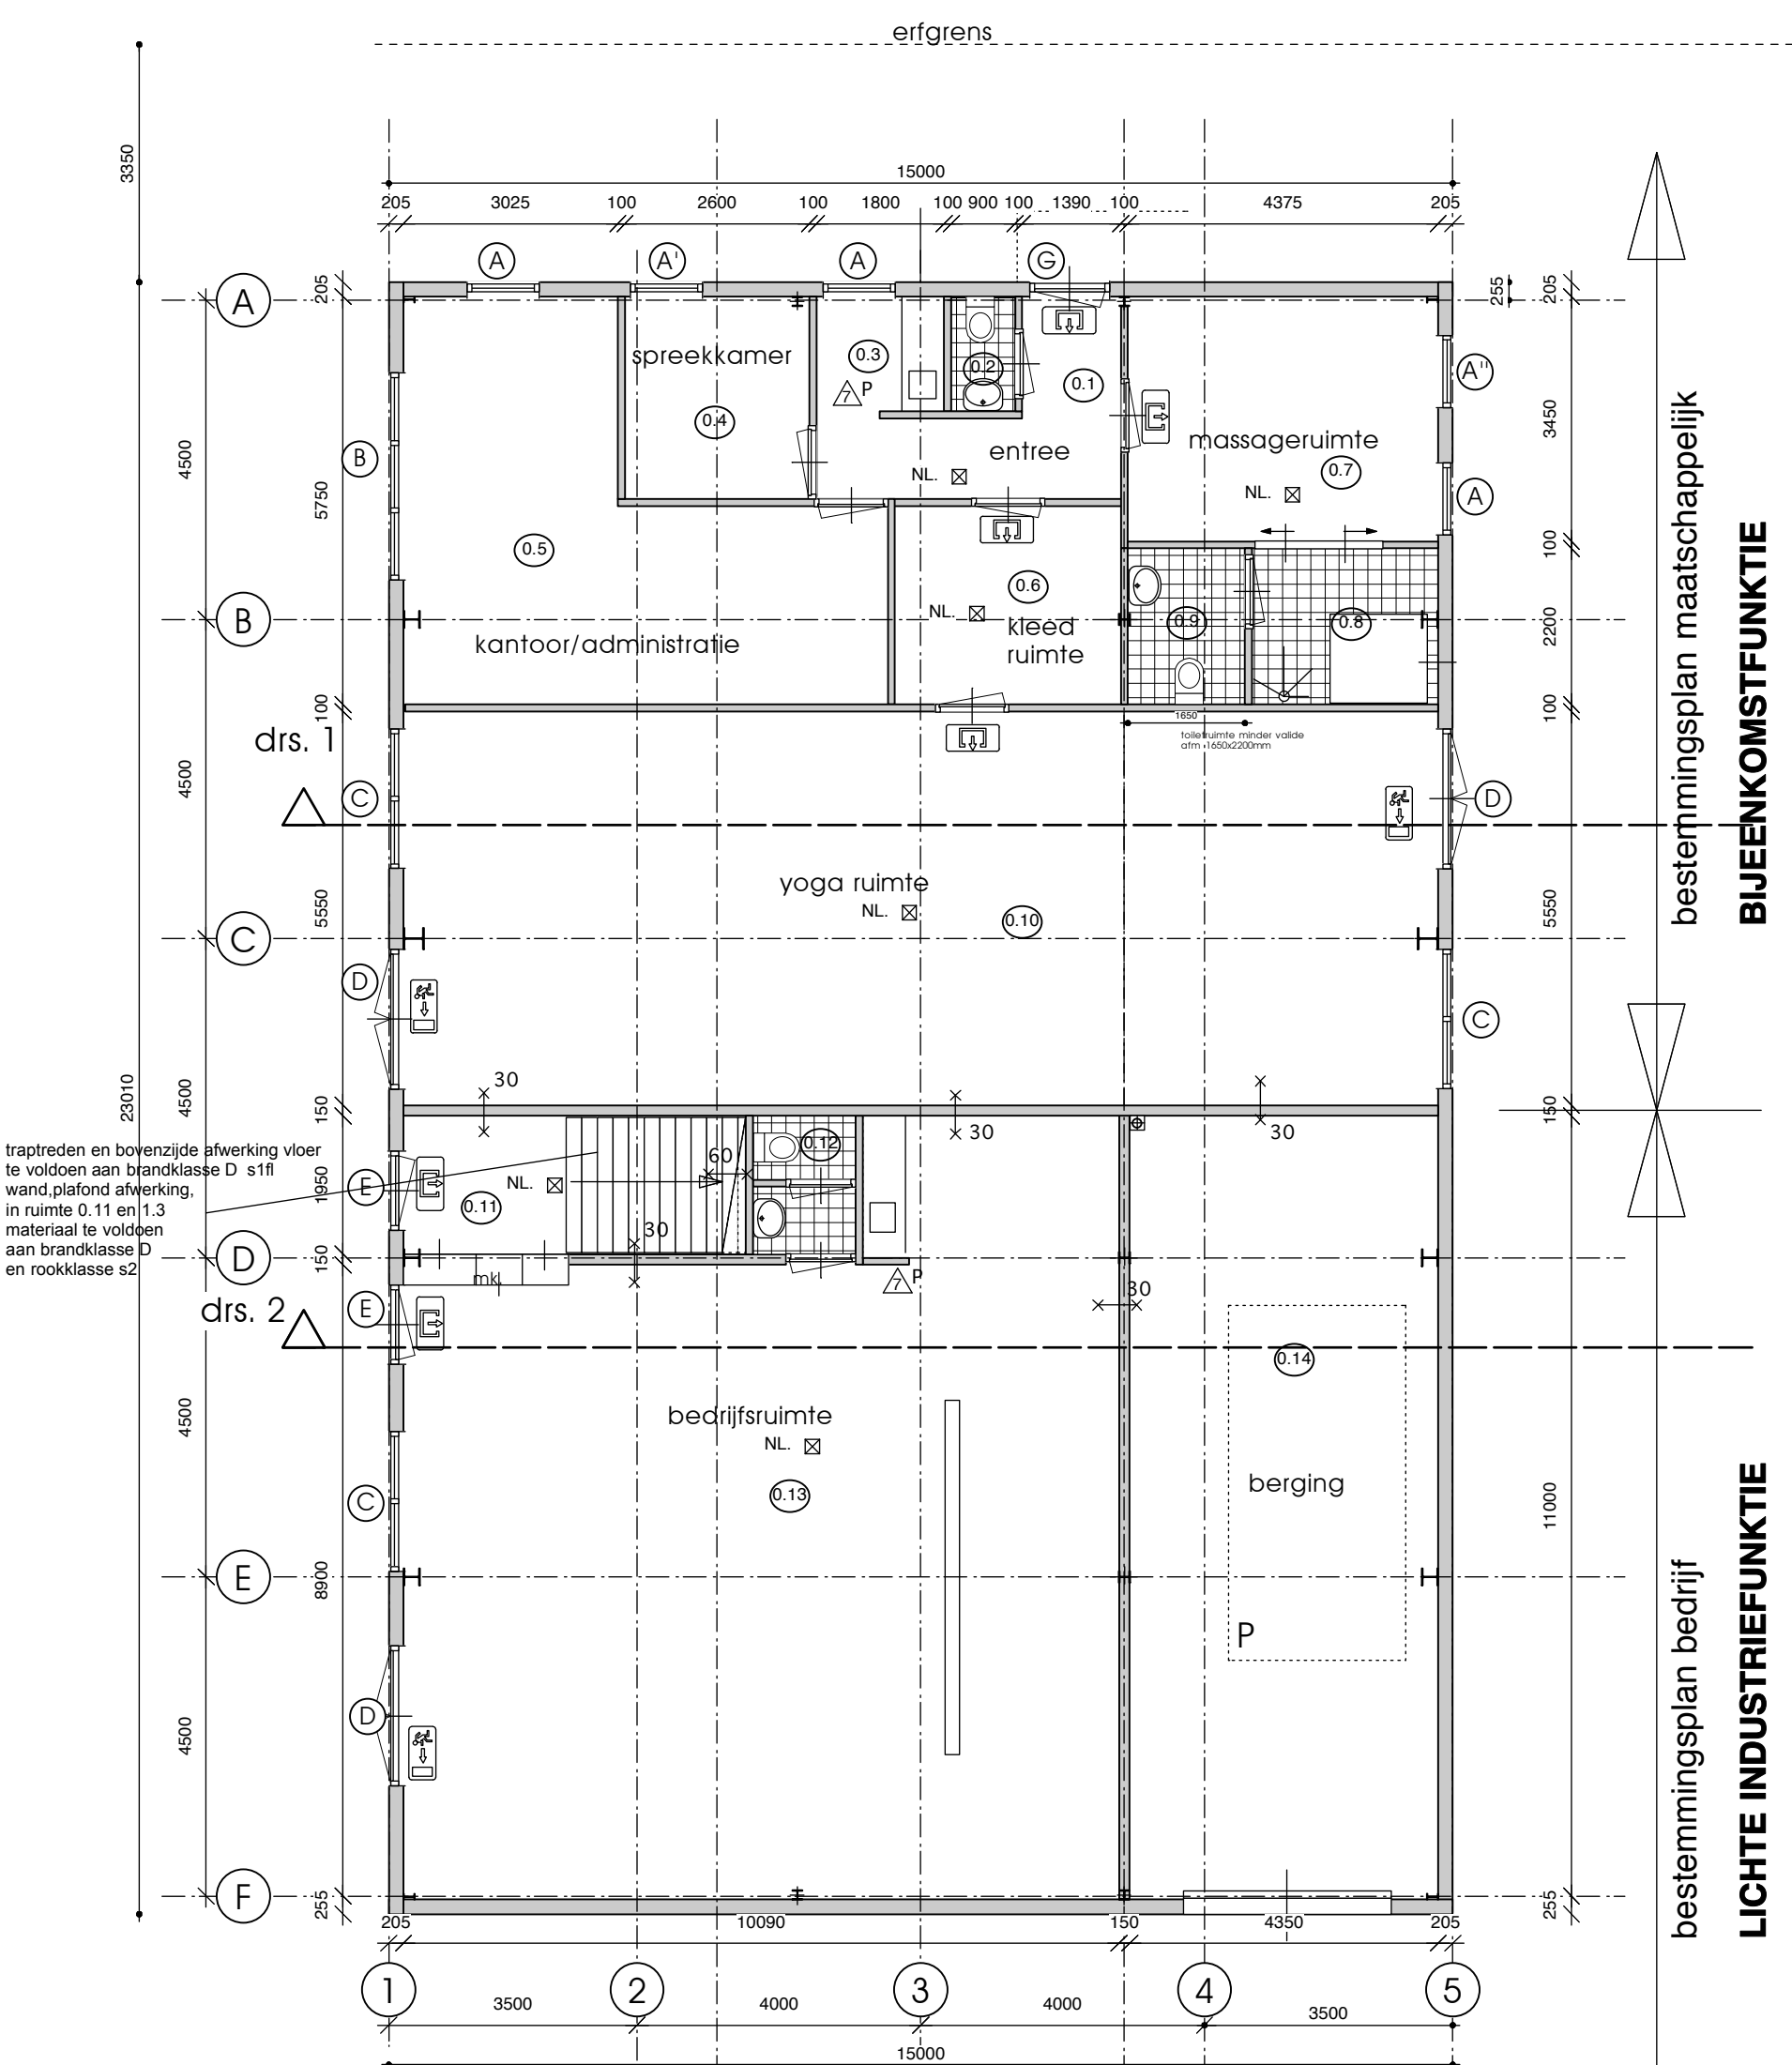 erfgrens
3350
15000
205 3025 100 2600 100 1800 100 900 100 1390 100 4375 205
A A' A G
A
205
255
205
spreekkamer
0.3
7 P
0.2
0.1
0.4
A''
massageruimte
0.7
NL.
entree
NL.
B
4500
5750
3450
A
100
0.5
0.6
NL.
kleed
ruimte
0.9
0.8
B
kantoor/administratie
2200
100
100
1650
toiletruimte minder valide
afm 1650x2200mm
bestemmingsplan maatschappelijk
BIJEENKOMSTFUNKTIE
drs. 1
4500
C
D
yoga ruimte
NL.
0.10
5550
5550
C
D
C
23010
4500
150
30
30
30
150
traptreden en bovenzijde afwerking vloer
te voldoen aan brandklasse D s1fl
wand,plafond afwerking,
in ruimte 0.11 en 1.3
materiaal te voldoen
aan brandklasse D
en rookklasse s2
1950
E
NL.
0.11
60
0.12
30
D
150
mk.
7 P
30
drs. 2
E
0.14
4500
bedrijfsruimte
NL.
0.13
C
berging
11000
E
8900
P
4500
D
bestemmingsplan bedrijf
LICHTE INDUSTRIEFUNKTIE
F
255
255
205 10090 150 4350 205
1 2 3 4 5
3500 4000 4000 3500
15000